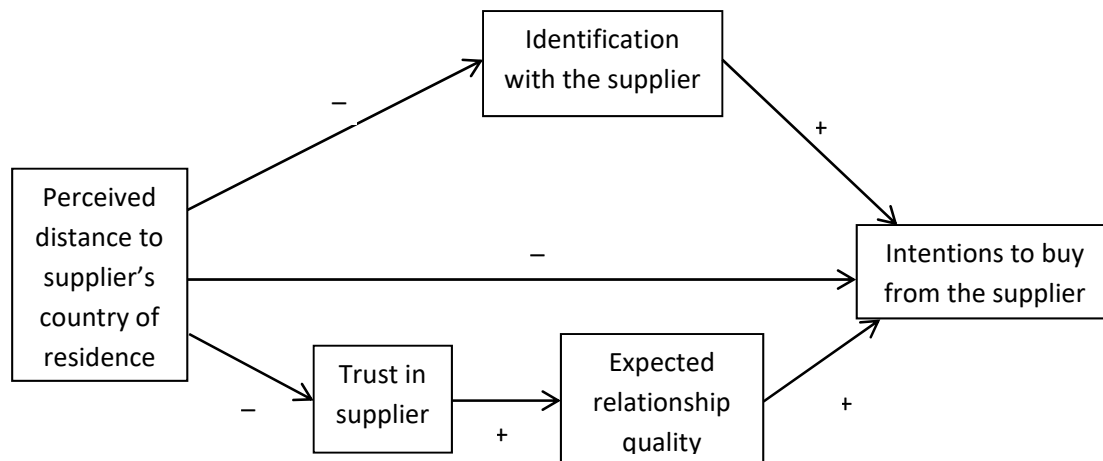 Identification
with the supplier
–
+
Perceived
distance to
supplier’s
country of
residence
–
Intentions to buy
from the supplier
–
Trust in
supplier
+
Expected
relationship
quality
+